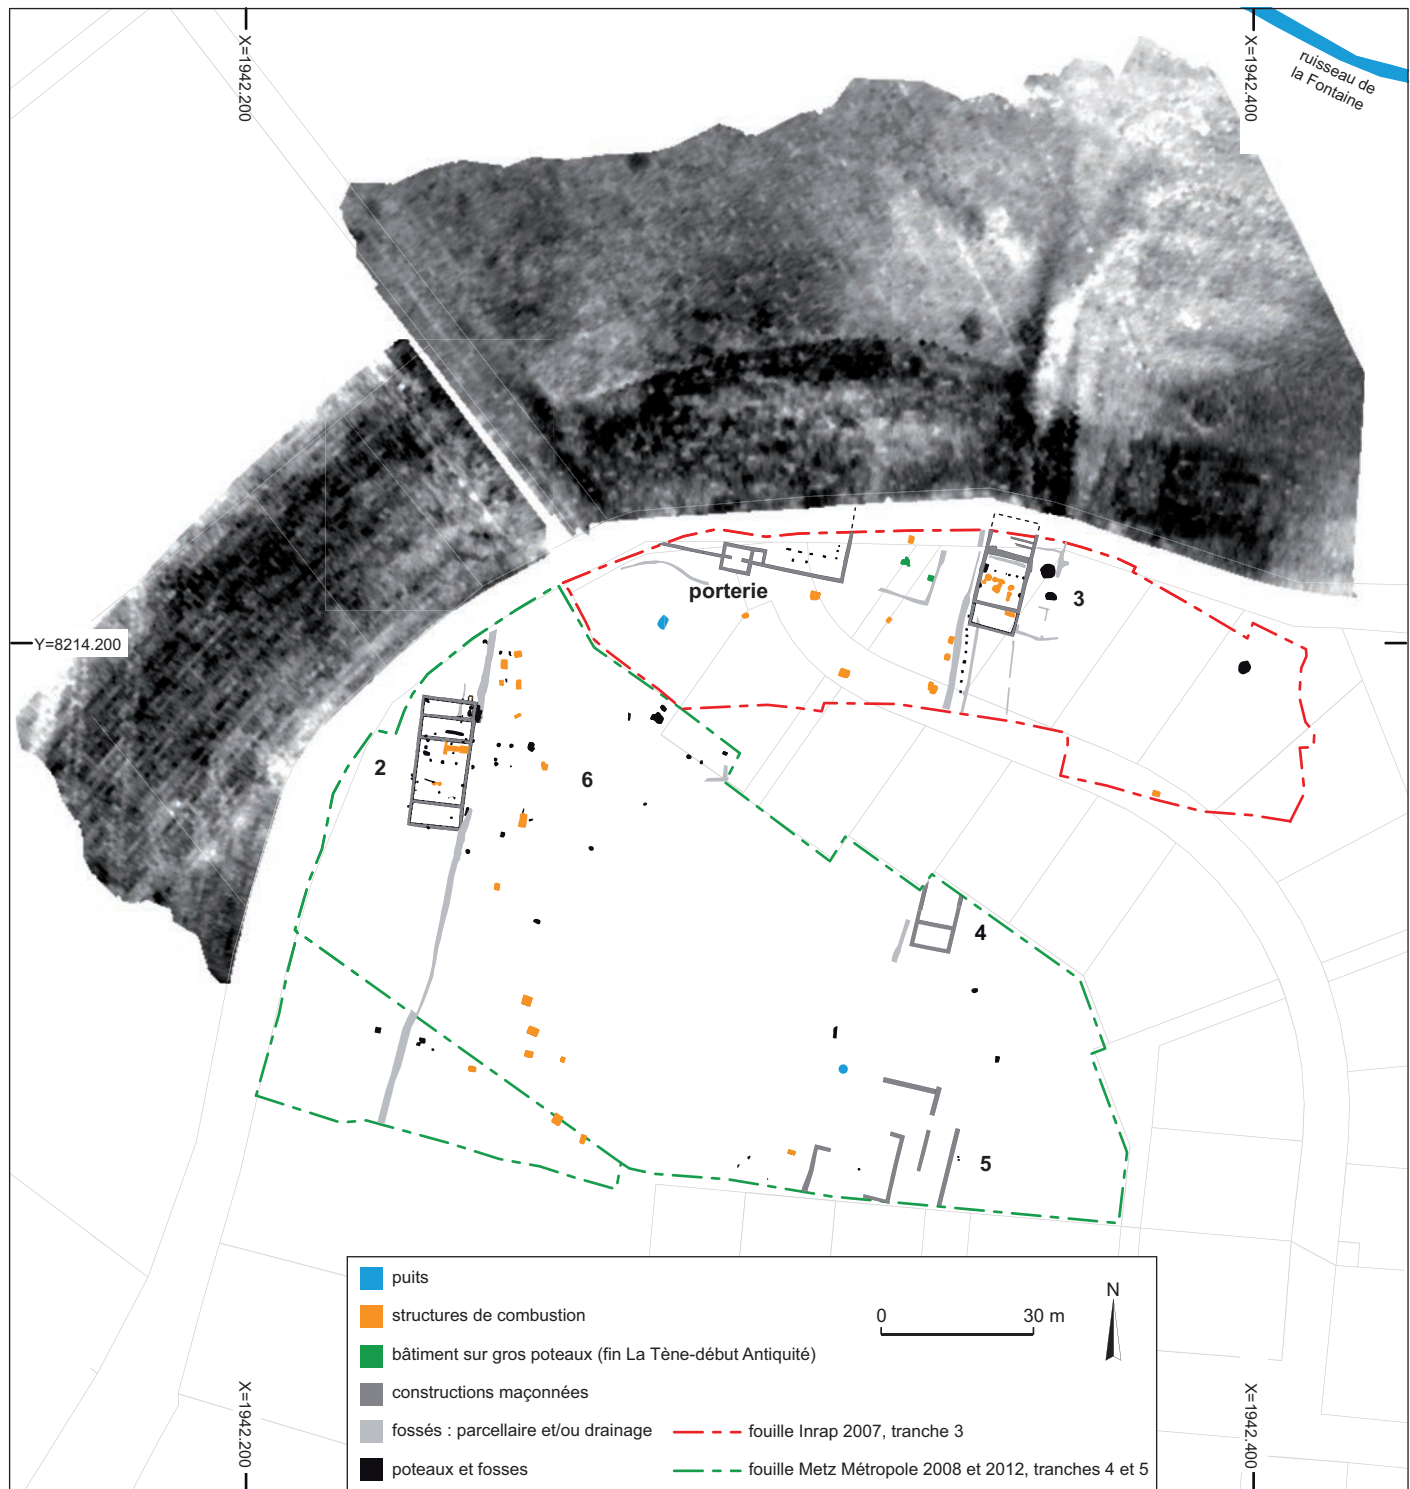 X=1942.200
X=1942.400
ruisseau de
la Fontaine
porterie
3
Y=8214.200
2
6
4
5
puits
structures de combustion
bâtiment sur gros poteaux (fin La Tène-début Antiquité)
constructions maçonnées
fossés : parcellaire et/ou drainage
poteaux et fosses
0 30 m
N
fouille Inrap 2007, tranche 3
fouille Metz Métropole 2008 et 2012, tranches 4 et 5
X=1942.200
X=1942.400